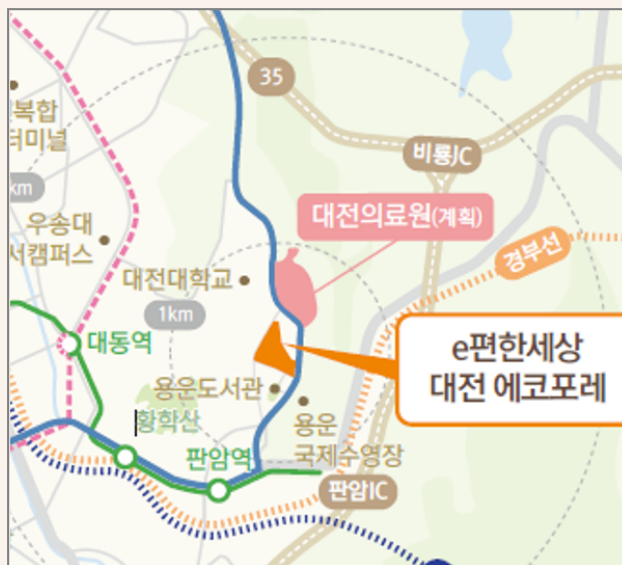 35
복합
터미널
비룡JC
km
대전의료원(계획)
우송대
서캠퍼스
경부선
대전대학교
1km
대동역
e편한세상
대전 에코포레
용운도서관
황학산
용운
국제수영장
판암역
판암IC